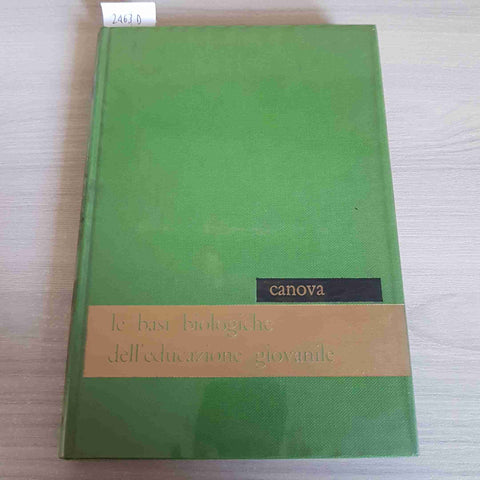 2463 D
canova
le basi biologiche
dell'educazione giovanile